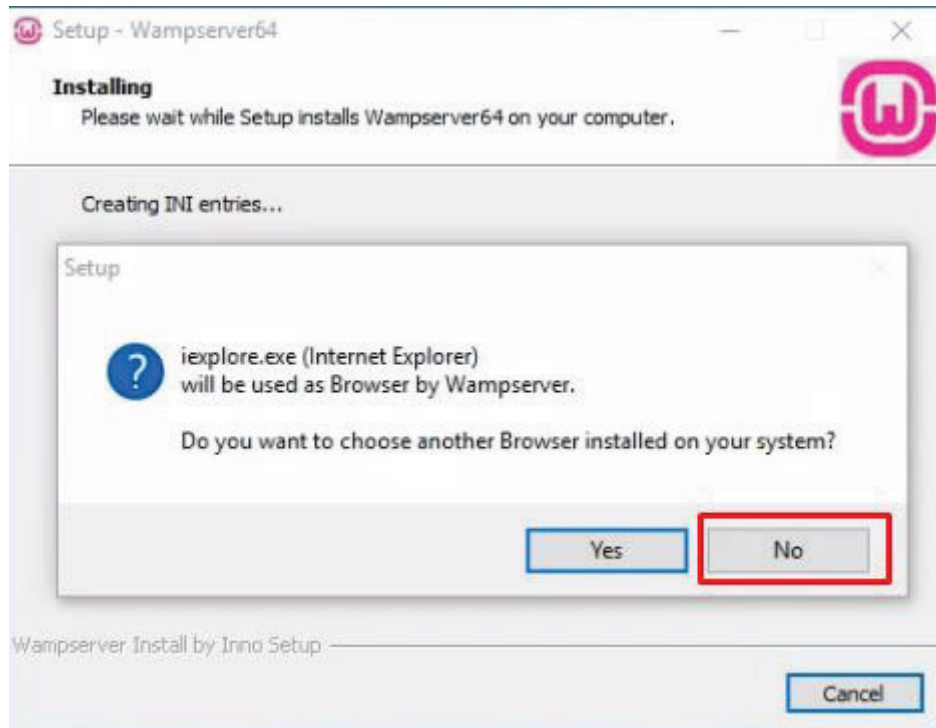 Setup - Wampserver64
Installing
Please wait while Setup installs Wampserver64 on your computer.
Creating INI entries...
Setup
iexplore.exe (Internet Explorer)
will be used as Browser by Wampserver.
Do you want to choose another Browser installed on your system?
Yes
No
Wampserver Install by Inno Setup
Cancel